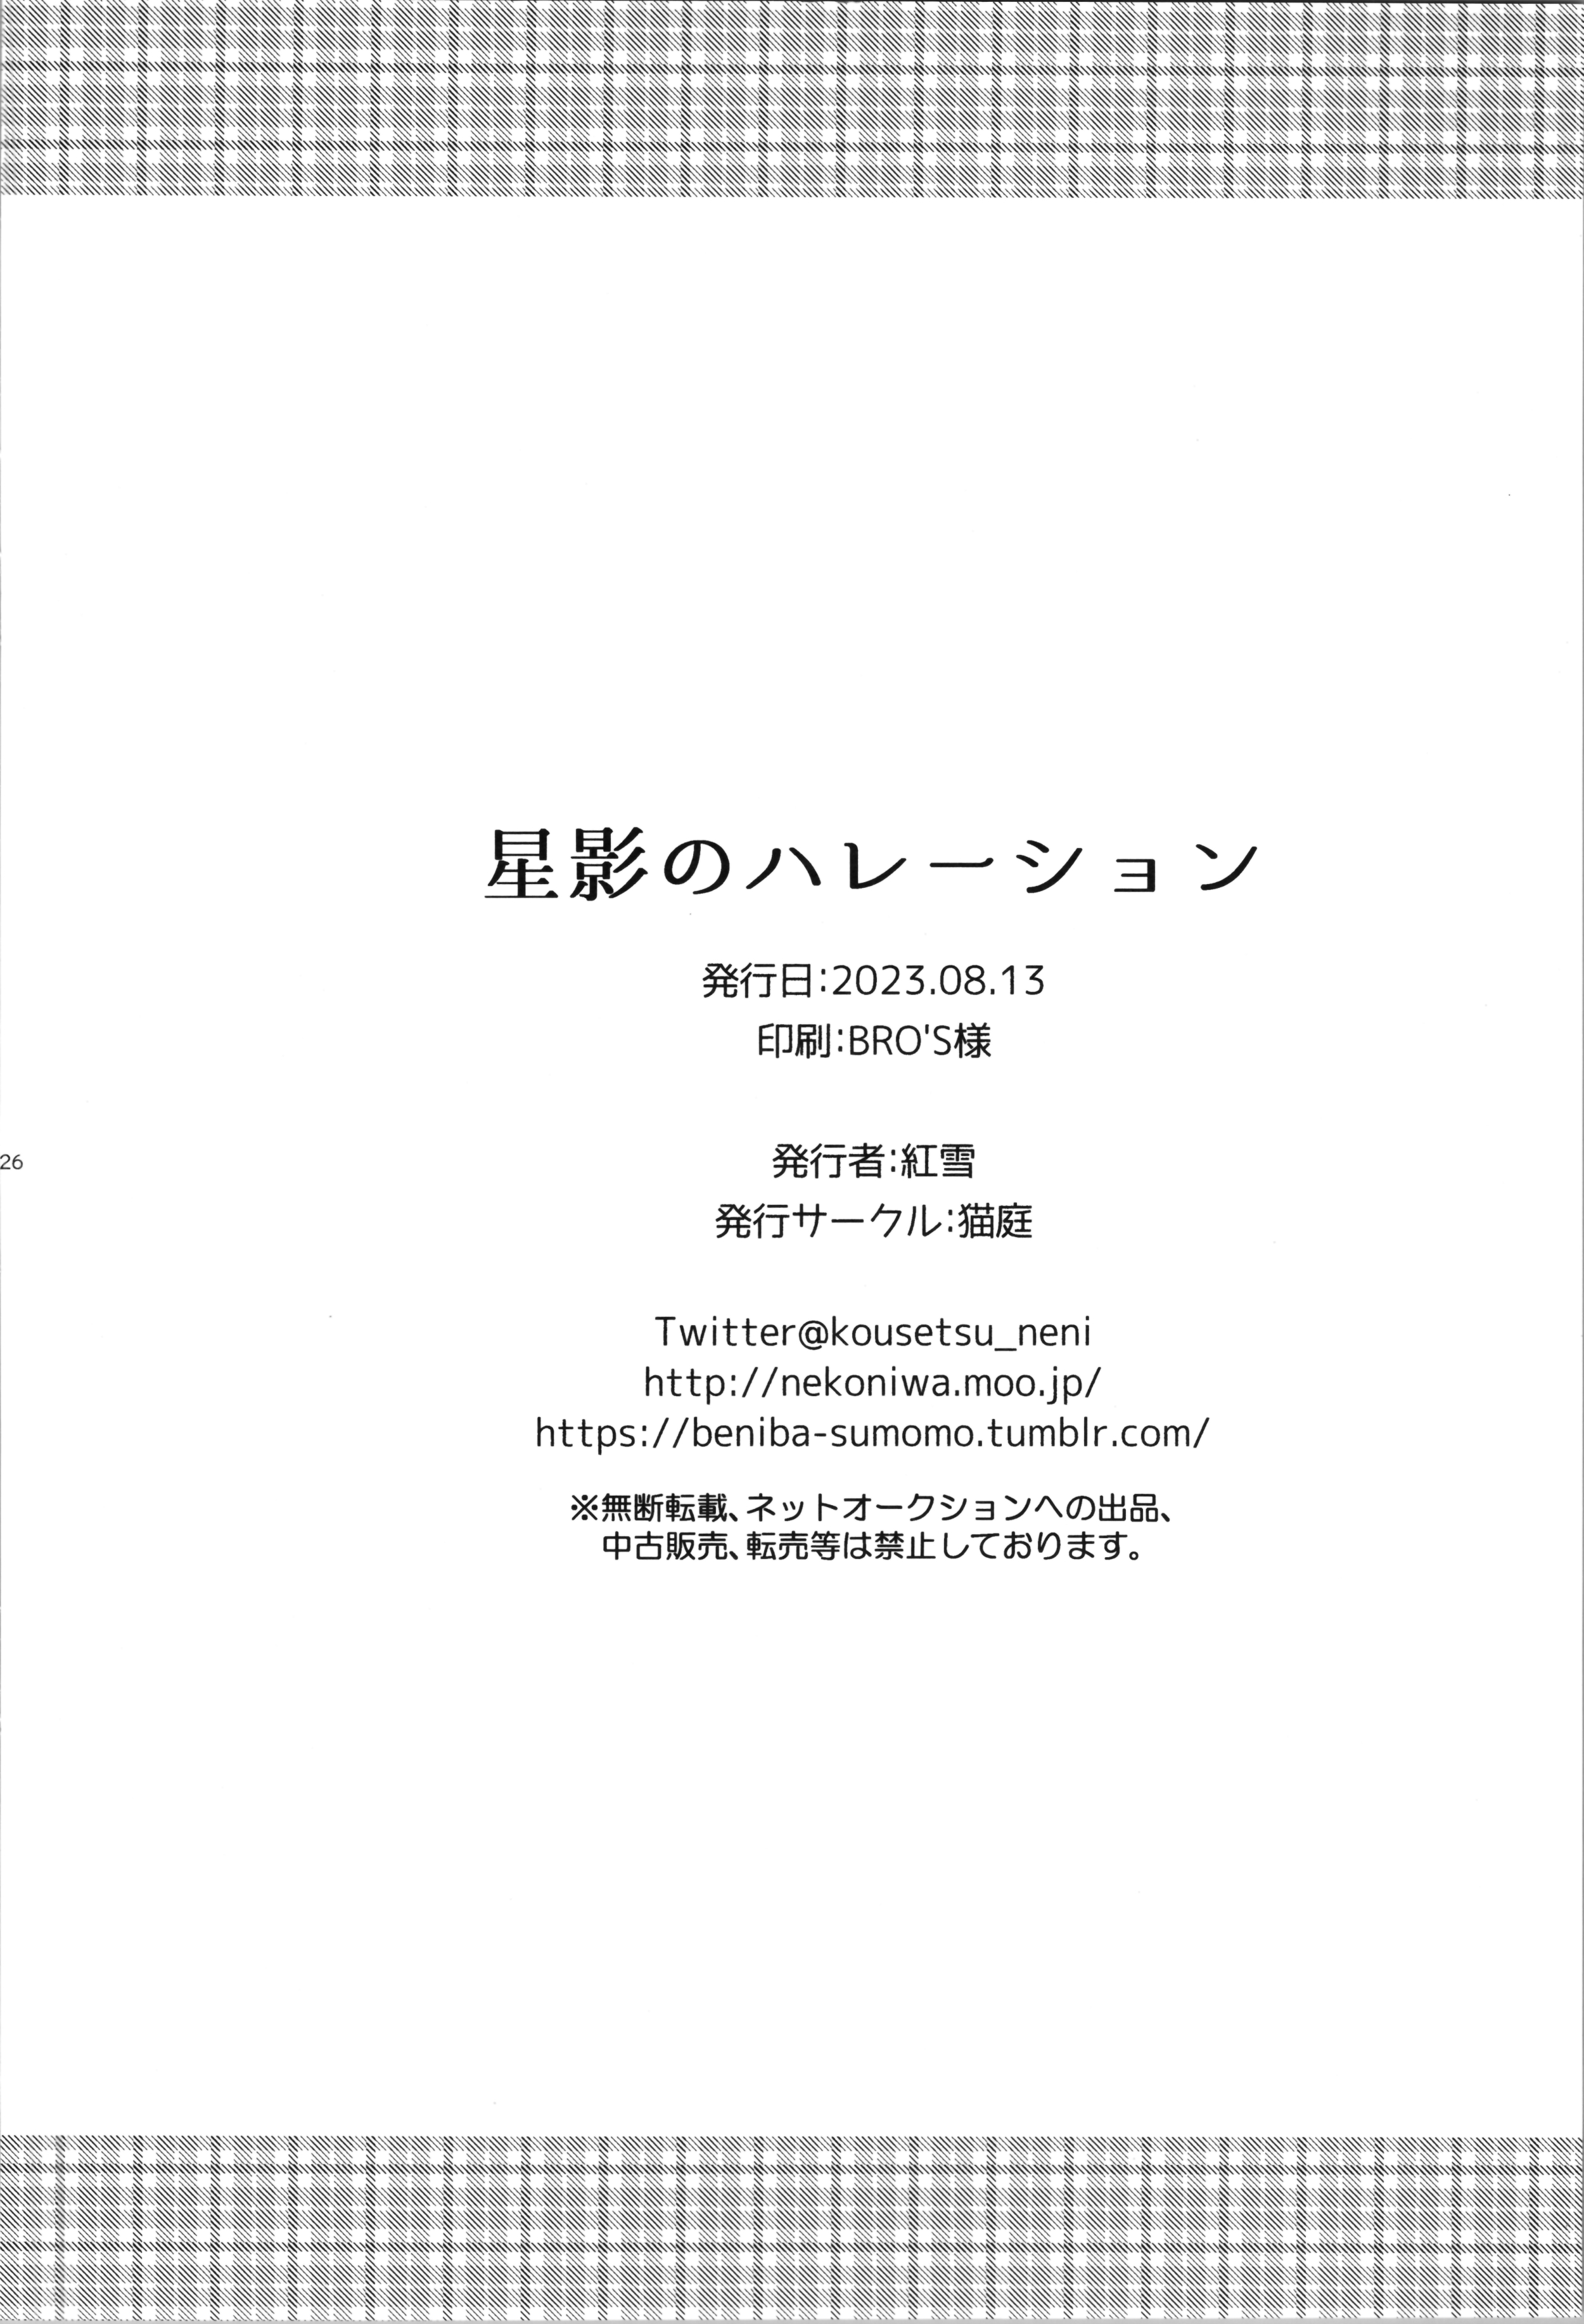 星影のハレーション
発行日:2023.08.13
印刷:BRO'S様
発行者:紅雪
26
発行サークル:猫庭
Twitter@kousetsu_neni
http://nekoniwa.moo.jp/
https://beniba-sumomo.tumblr.com/
※無断転載、ネットオークションへの出品、
中古販売、転売等は禁止しております。